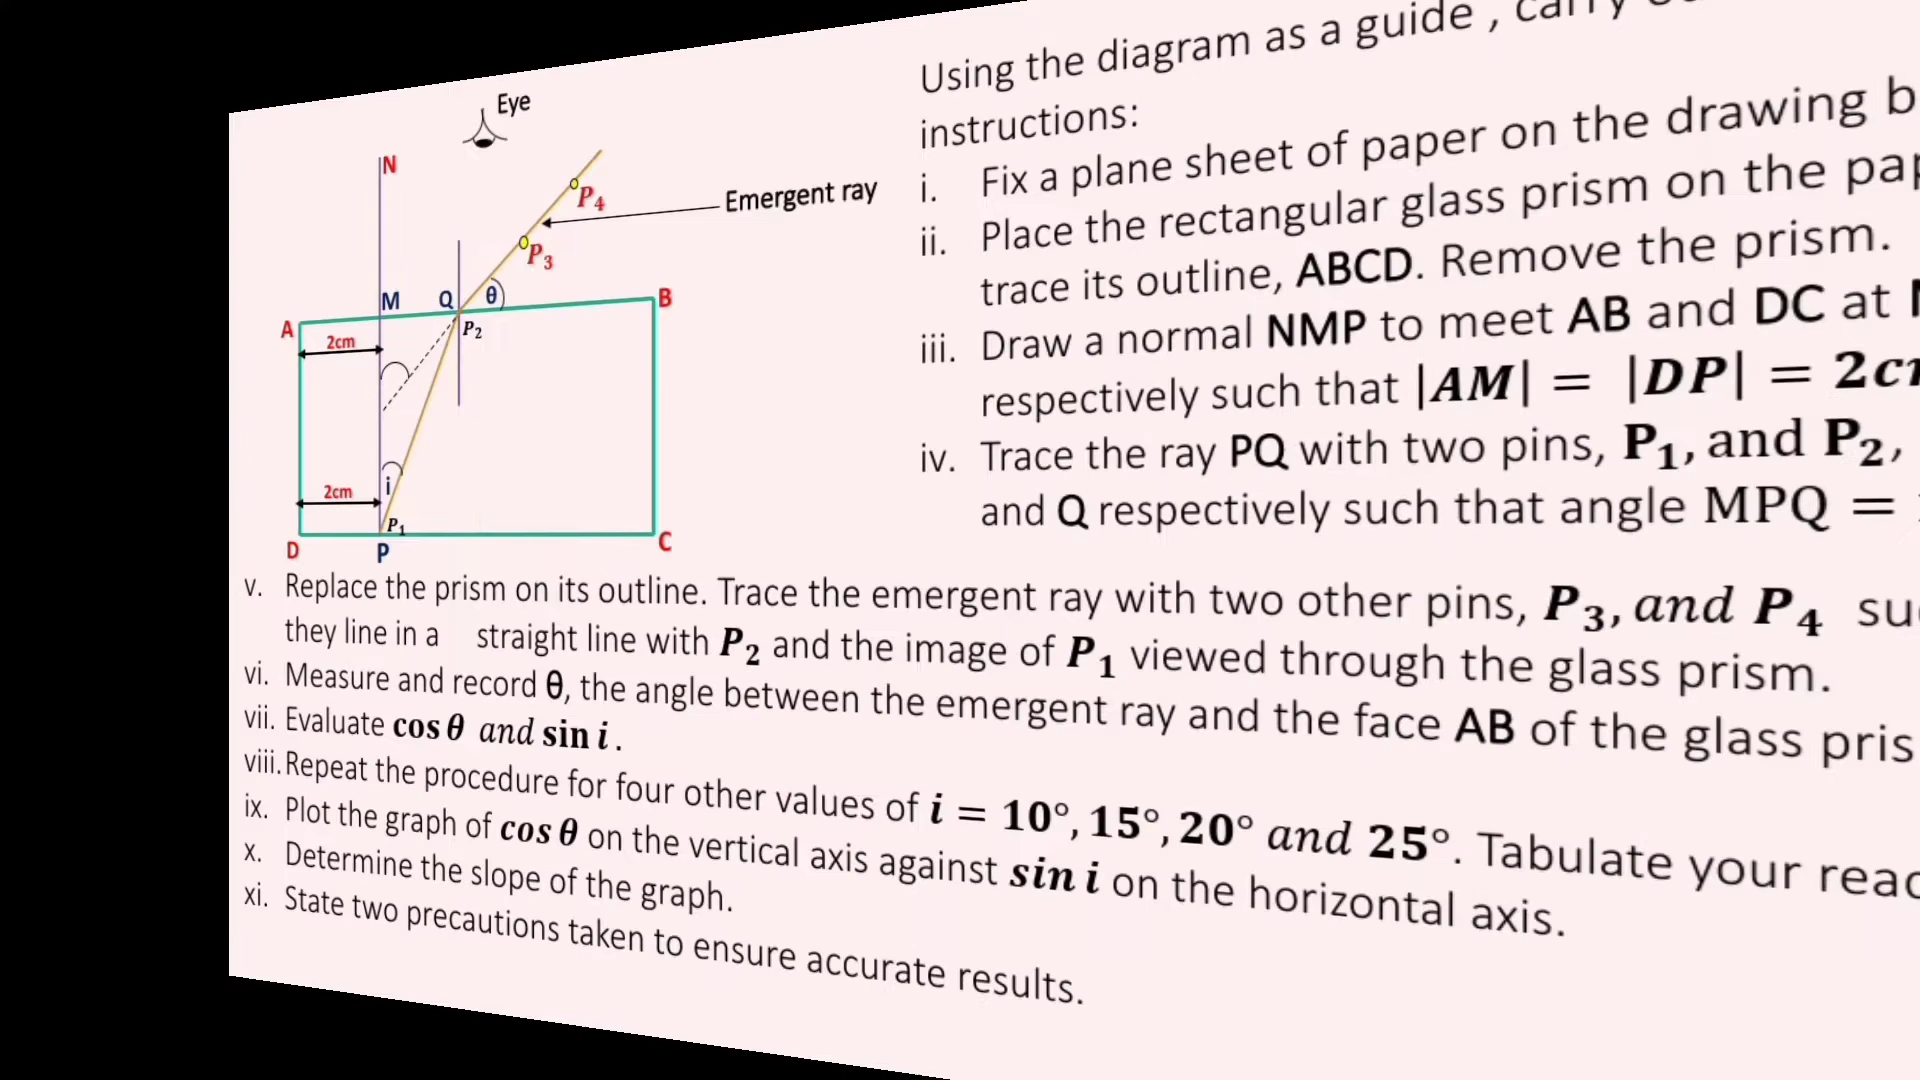 Eye
N
P4
Emergent ray
P3
M Q θ B
A P2
2cm
i
2cm
P1
D P C
Using the diagram as a guide , carry
instructions:
i. Fix a plane sheet of paper on the drawing
ii. Place the rectangular glass prism on the
trace its outline, ABCD. Remove the prism.
iii. Draw a normal NMP to meet AB and DC at
respectively such that |AM| = |DP| = 2cm
iv. Trace the ray PQ with two pins, P1, and P2,
and Q respectively such that angle MPQ =
v. Replace the prism on its outline. Trace the emergent ray with two other pins, P3, and P4
they line in a straight line with P2 and the image of P1 viewed through the glass prism.
vi. Measure and record θ, the angle between the emergent ray and the face AB of the glass
vii. Evaluate cos θ and sin i.
viii. Repeat the procedure for four other values of i = 10°, 15°, 20° and 25°. Tabulate your
ix. Plot the graph of cos θ on the vertical axis against sin i on the horizontal axis.
x. Determine the slope of the graph.
xi. State two precautions taken to ensure accurate results.